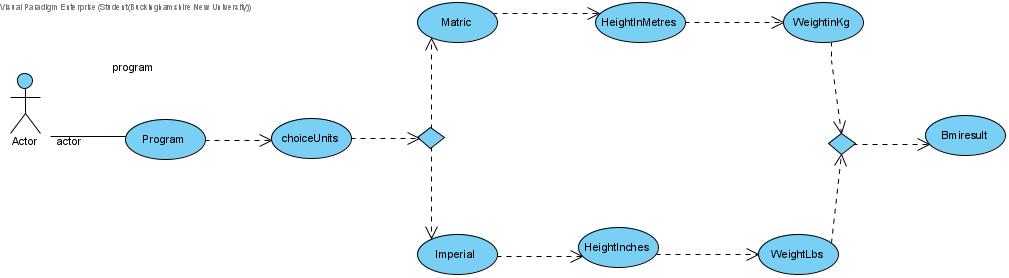 Visual Paradigm Enterprise (Student(Buckinghamshire New University))
Matric
HeightInMetres
WeightinKg
program
Actor
actor
Program
choiceUnits
Bmiresult
Imperial
HeightInches
WeightLbs